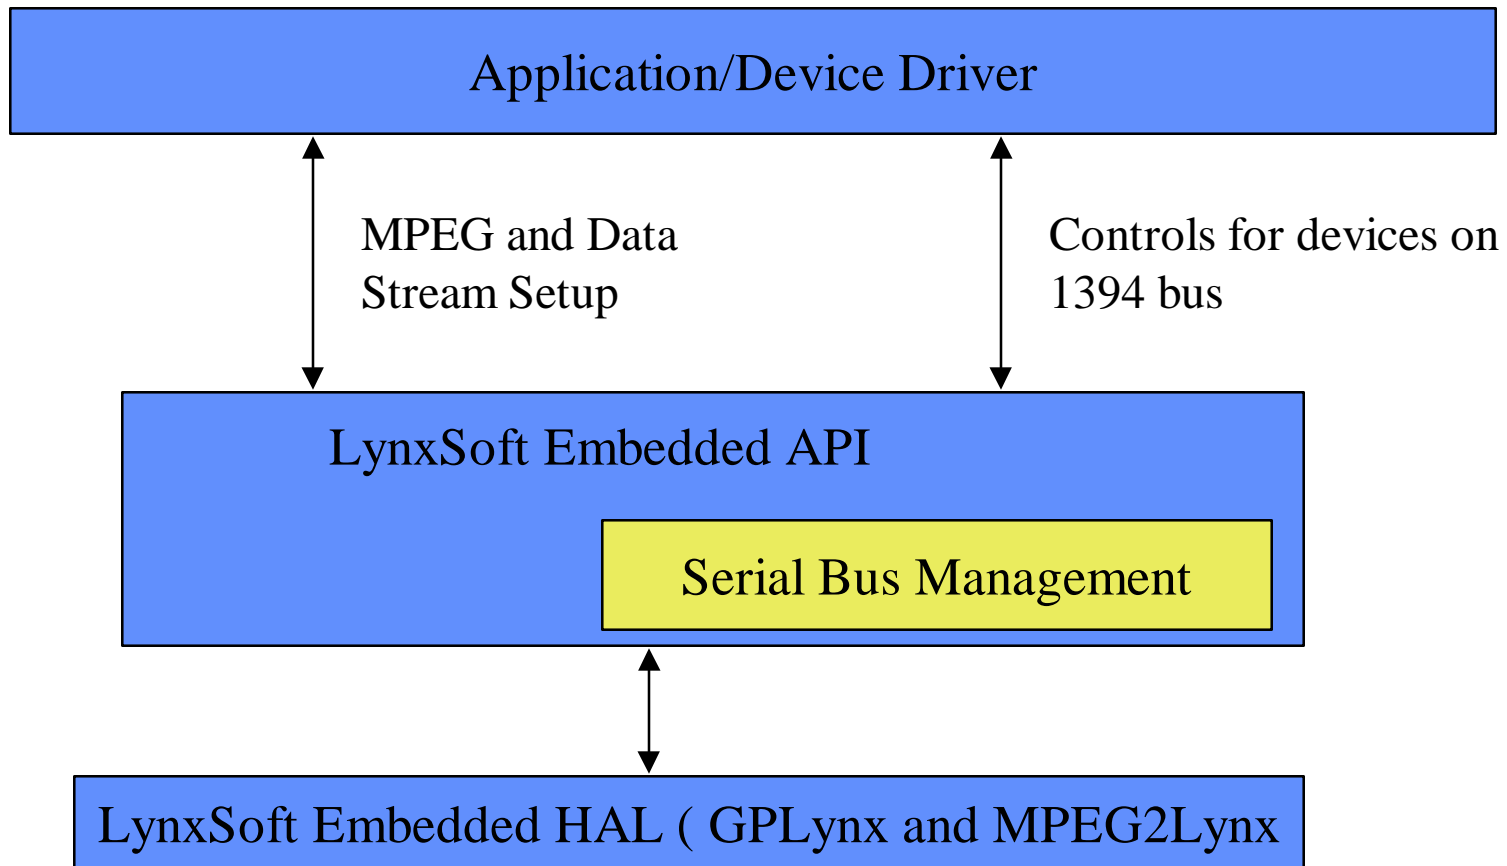 Application/Device Driver
MPEG and Data
Stream Setup
Controls for devices on
1394 bus
LynxSoft Embedded API
Serial Bus Management
LynxSoft Embedded HAL ( GPLynx and MPEG2Lynx